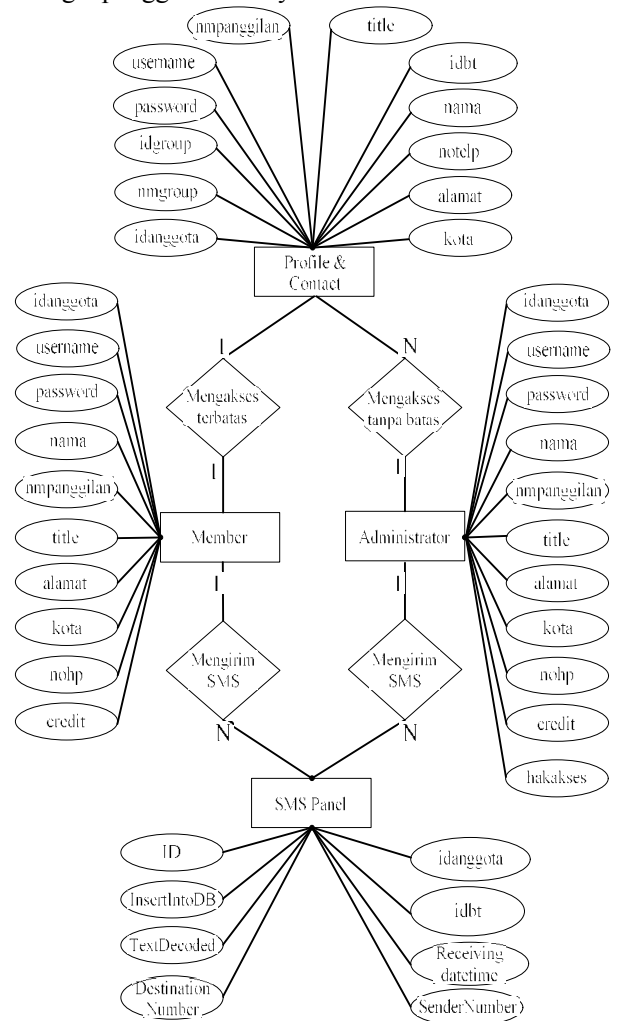 nmpanggilan
title
username
idbt
password
nama
idgroup
notelp
nmgroup
alamat
idanggota
kota
Profile &
Contact
idanggota
username
password
nama
nmpanggilan
title
alamat
kota
nohp
credit
1
N
Mengakses
terbatas
Mengakses
tanpa batas
1
1
Member
Administrator
1
1
Mengirim
SMS
Mengirim
SMS
N
N
idanggota
username
password
nama
nmpanggilan
title
alamat
kota
nohp
credit
hakakses
SMS Panel
ID
InsertIntoDB
TextDecoded
Destination
Number
idanggota
idbt
Receiving
datetime
SenderNumber